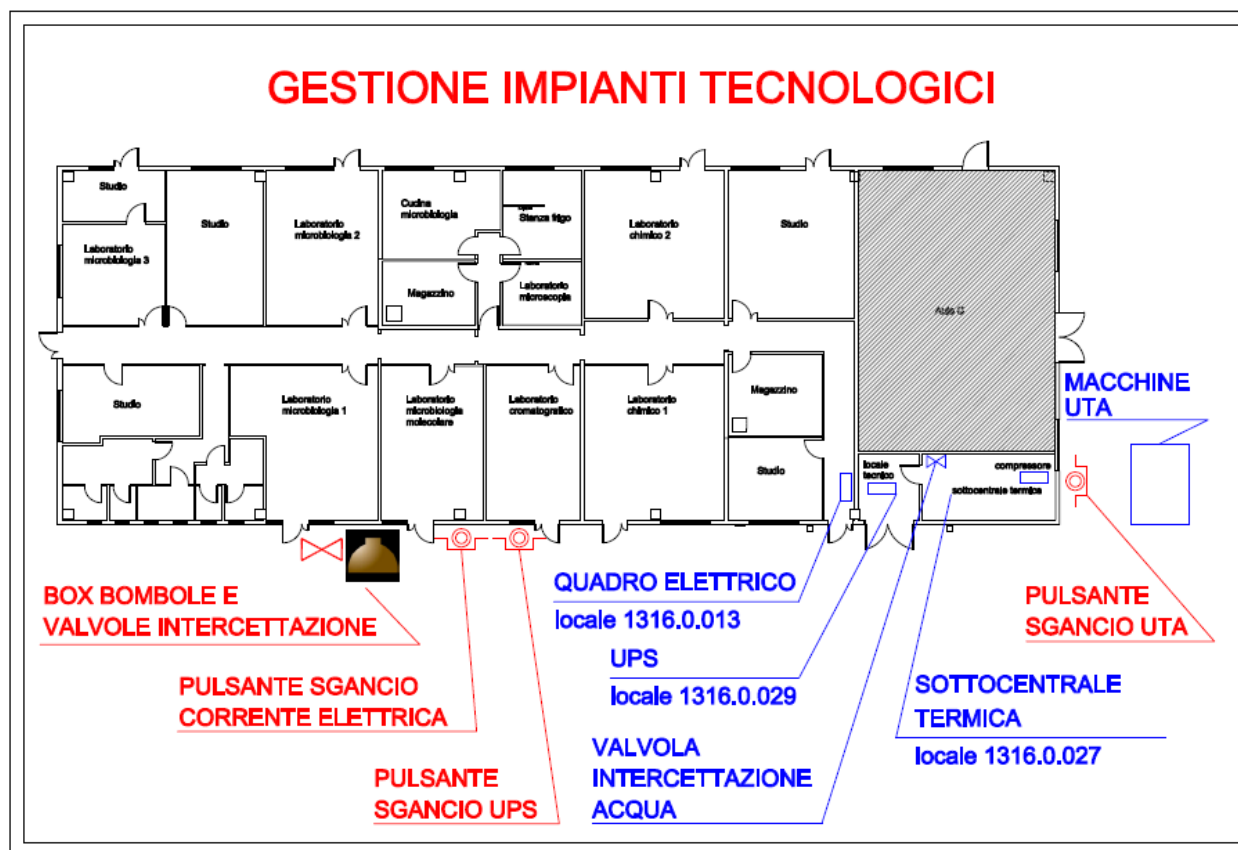 GESTIONE IMPIANTI TECNOLOGICI
Studio
Studio
Laboratorio
microbiologia 2
Cucina
microbiologia
Stanza frigo
Laboratorio
chimico 2
Studio
Laboratorio
microbiologia 3
Magazzino
Laboratorio
microscopia
Studio
Laboratorio
microbiologia 1
Laboratorio
microbiologia
molecolare
Laboratorio
cromatografico
Laboratorio
chimico 1
Magazzino
Studio
locale
tecnico
compressore
sottocentrale termica
MACCHINE
UTA
BOX BOMBOLE E
VALVOLE INTERCETTAZIONE
PULSANTE SGANCIO
CORRENTE ELETTRICA
PULSANTE
SGANCIO UPS
QUADRO ELETTRICO
locale 1316.0.013
UPS
locale 1316.0.029
VALVOLA
INTERCETTAZIONE
ACQUA
SOTTOCENTRALE
TERMICA
locale 1316.0.027
PULSANTE
SGANCIO UTA